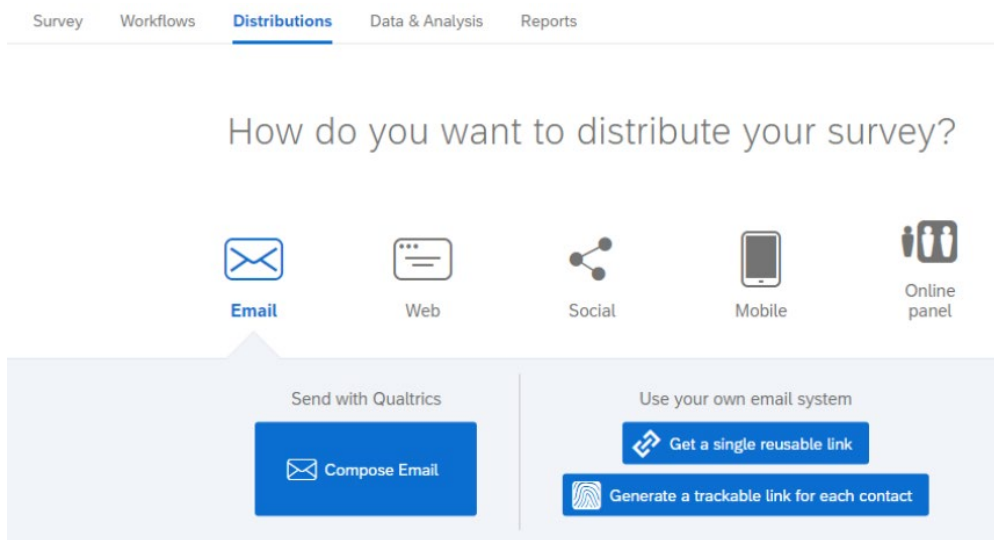 Survey Workflows Distributions Data & Analysis Reports
How do you want to distribute your survey?
Email Web Social Mobile Online panel
Send with Qualtrics
Compose Email
Use your own email system
Get a single reusable link
Generate a trackable link for each contact